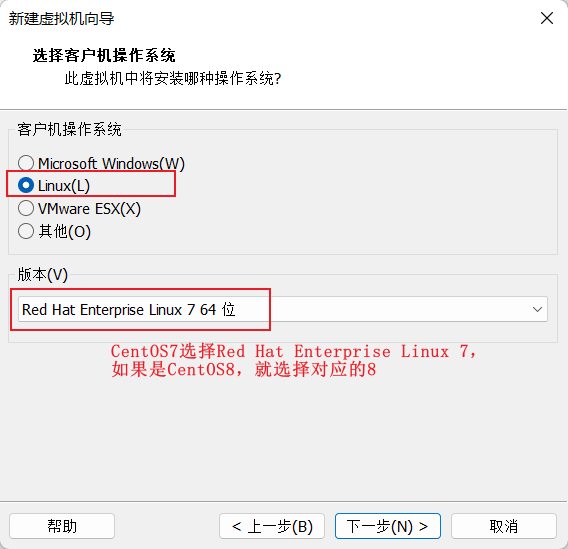 新建虚拟机向导
选择客户机操作系统
此虚拟机中将安装哪种操作系统?
客户机操作系统
Microsoft Windows(W)
Linux(L)
VMware ESX(X)
其他(O)
版本(V)
Red Hat Enterprise Linux 7 64 位
CentOS7选择Red Hat Enterprise Linux 7，
如果是CentOS8，就选择对应的8
帮助
< 上一步(B)
下一步(N) >
取消